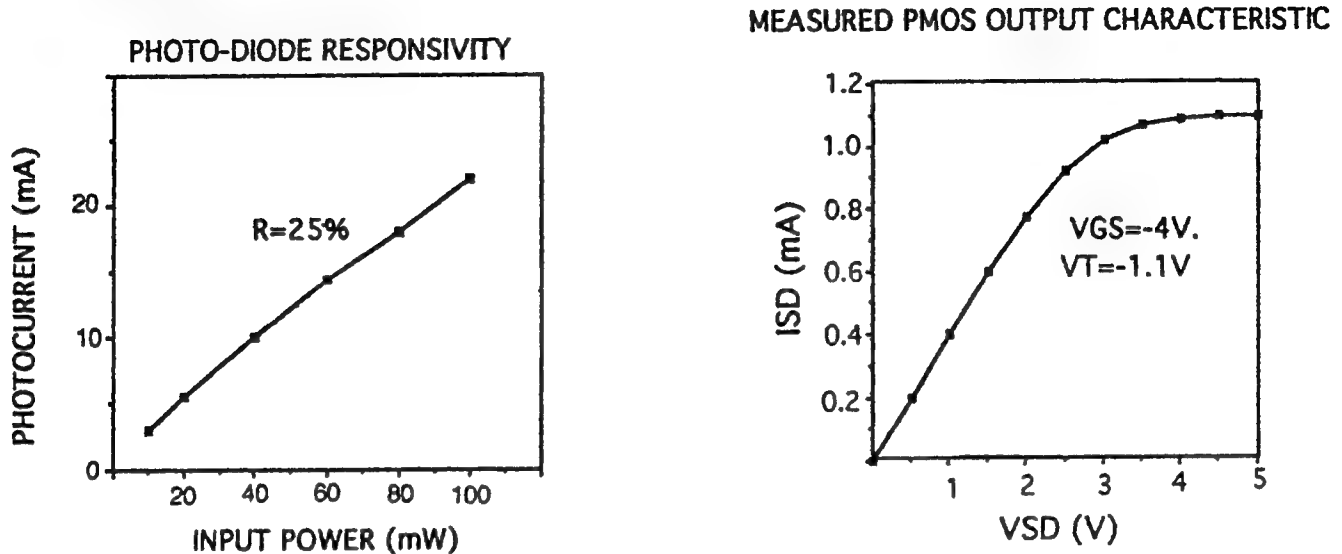 PHOTO-DIODE RESPONSIVITY
PHOTOCURRENT (mA)
20
10
0
R=25%
20 40 60 80 100
INPUT POWER (mW)
MEASURED PMOS OUTPUT CHARACTERISTIC
ISD (mA)
1.2
1.0
0.8
0.6
0.4
0.2
VGS=-4V.
VT=-1.1V
1 2 3 4 5
VSD (V)